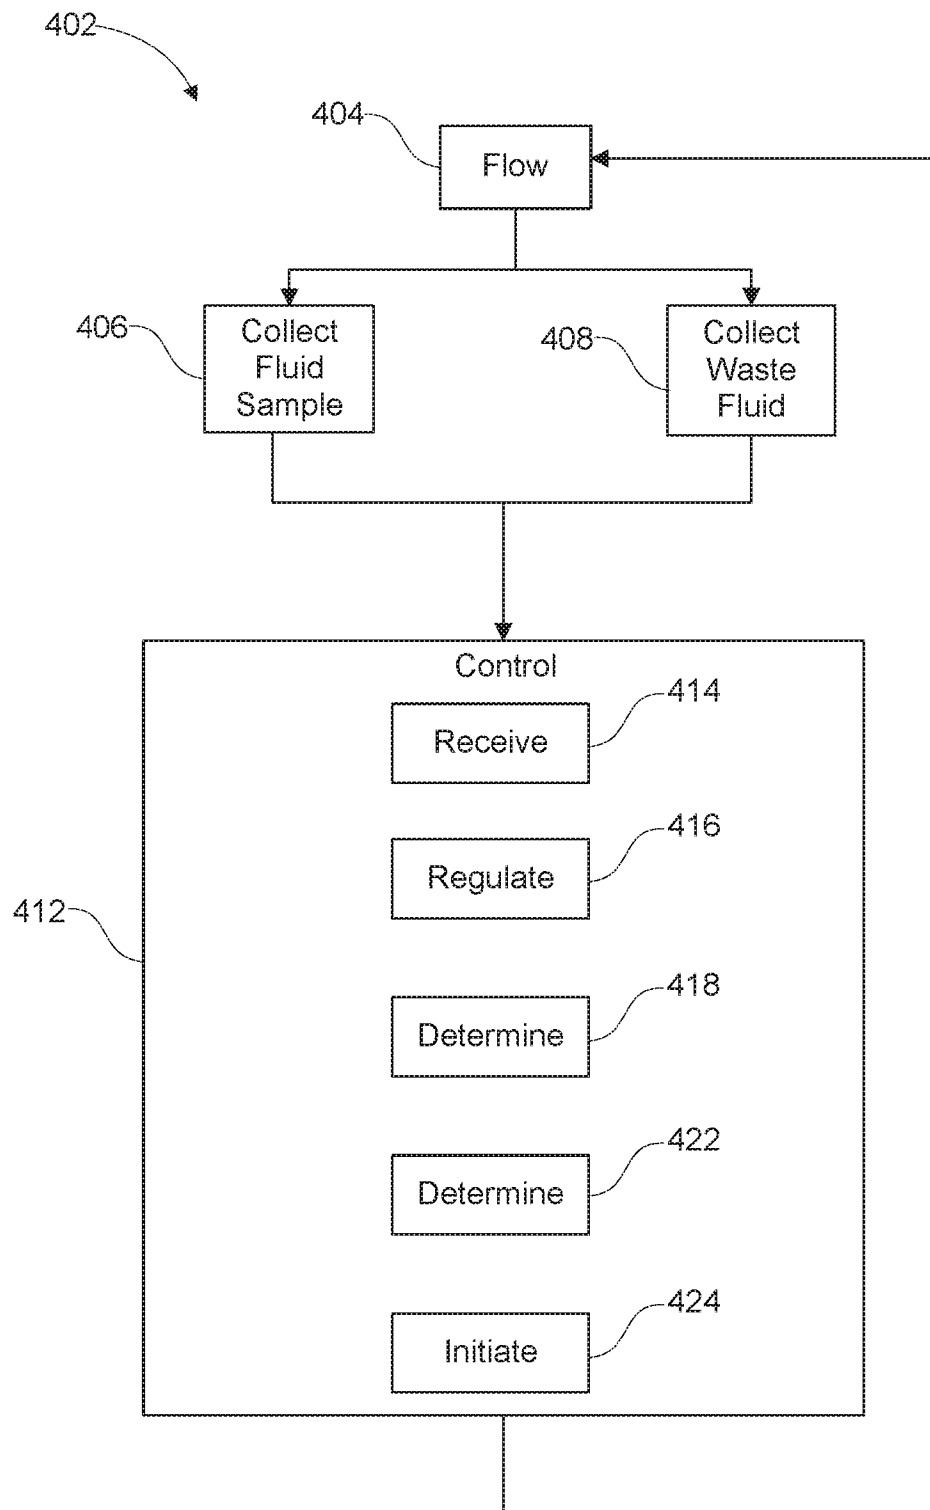 402
404
Flow
406
Collect
Fluid
Sample
408
Collect
Waste
Fluid
Control
414
Receive
416
Regulate
412
418
Determine
422
Determine
424
Initiate